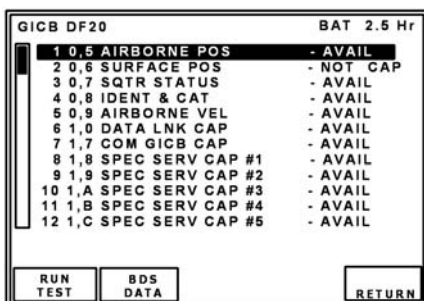 GICB DF20 BAT 2.5 Hr
1 0,5 AIRBORNE POS - AVAIL
2 0,6 SURFACE POS - NOT CAP
3 0,7 SQTR STATUS - AVAIL
4 0,8 IDENT & CAT - AVAIL
5 0,9 AIRBORNE VEL - AVAIL
6 1,0 DATA LNK CAP - AVAIL
7 1,7 COM GICB CAP - AVAIL
8 1,8 SPEC SERV CAP #1 - AVAIL
9 1,9 SPEC SERV CAP #2 - AVAIL
10 1,A SPEC SERV CAP #3 - AVAIL
11 1,B SPEC SERV CAP #4 - AVAIL
12 1,C SPEC SERV CAP #5 - AVAIL
RUN TEST
BDS DATA
RETURN